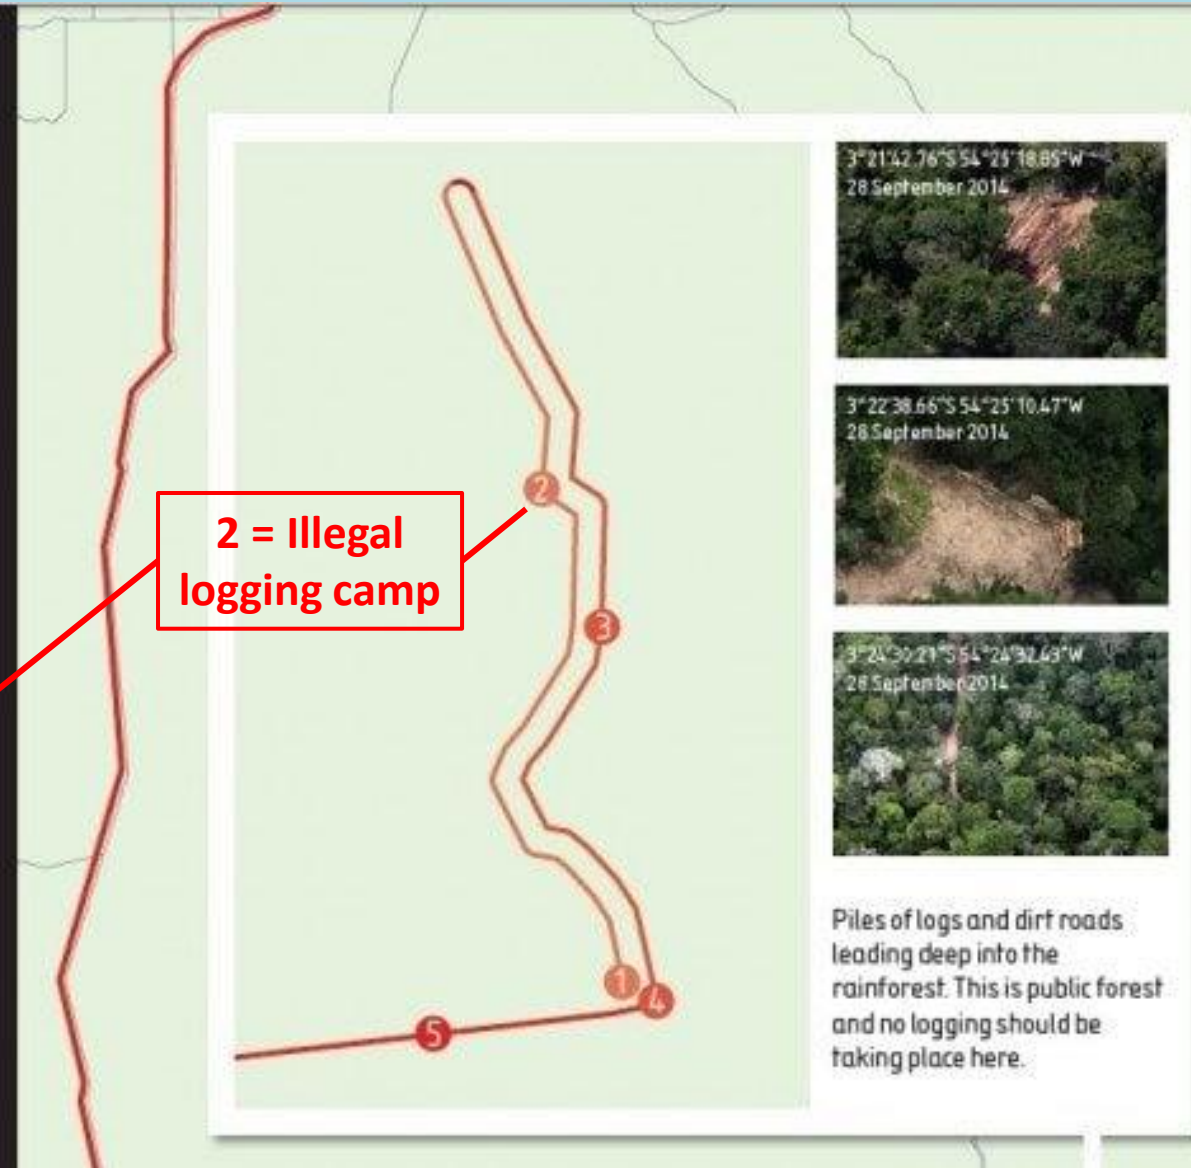 3°21'42.76"S 54°25'18.85"W
28 September 2014
2
2 = Illegal
logging camp
3°22'38.66"S 54°25'10.47"W
28 September 2014
3
3°24'30.21"S 54°24'32.63"W
28 September 2014
Piles of logs and dirt roads
leading deep into the
rainforest. This is public forest
and no logging should be
taking place here.
1
4
5